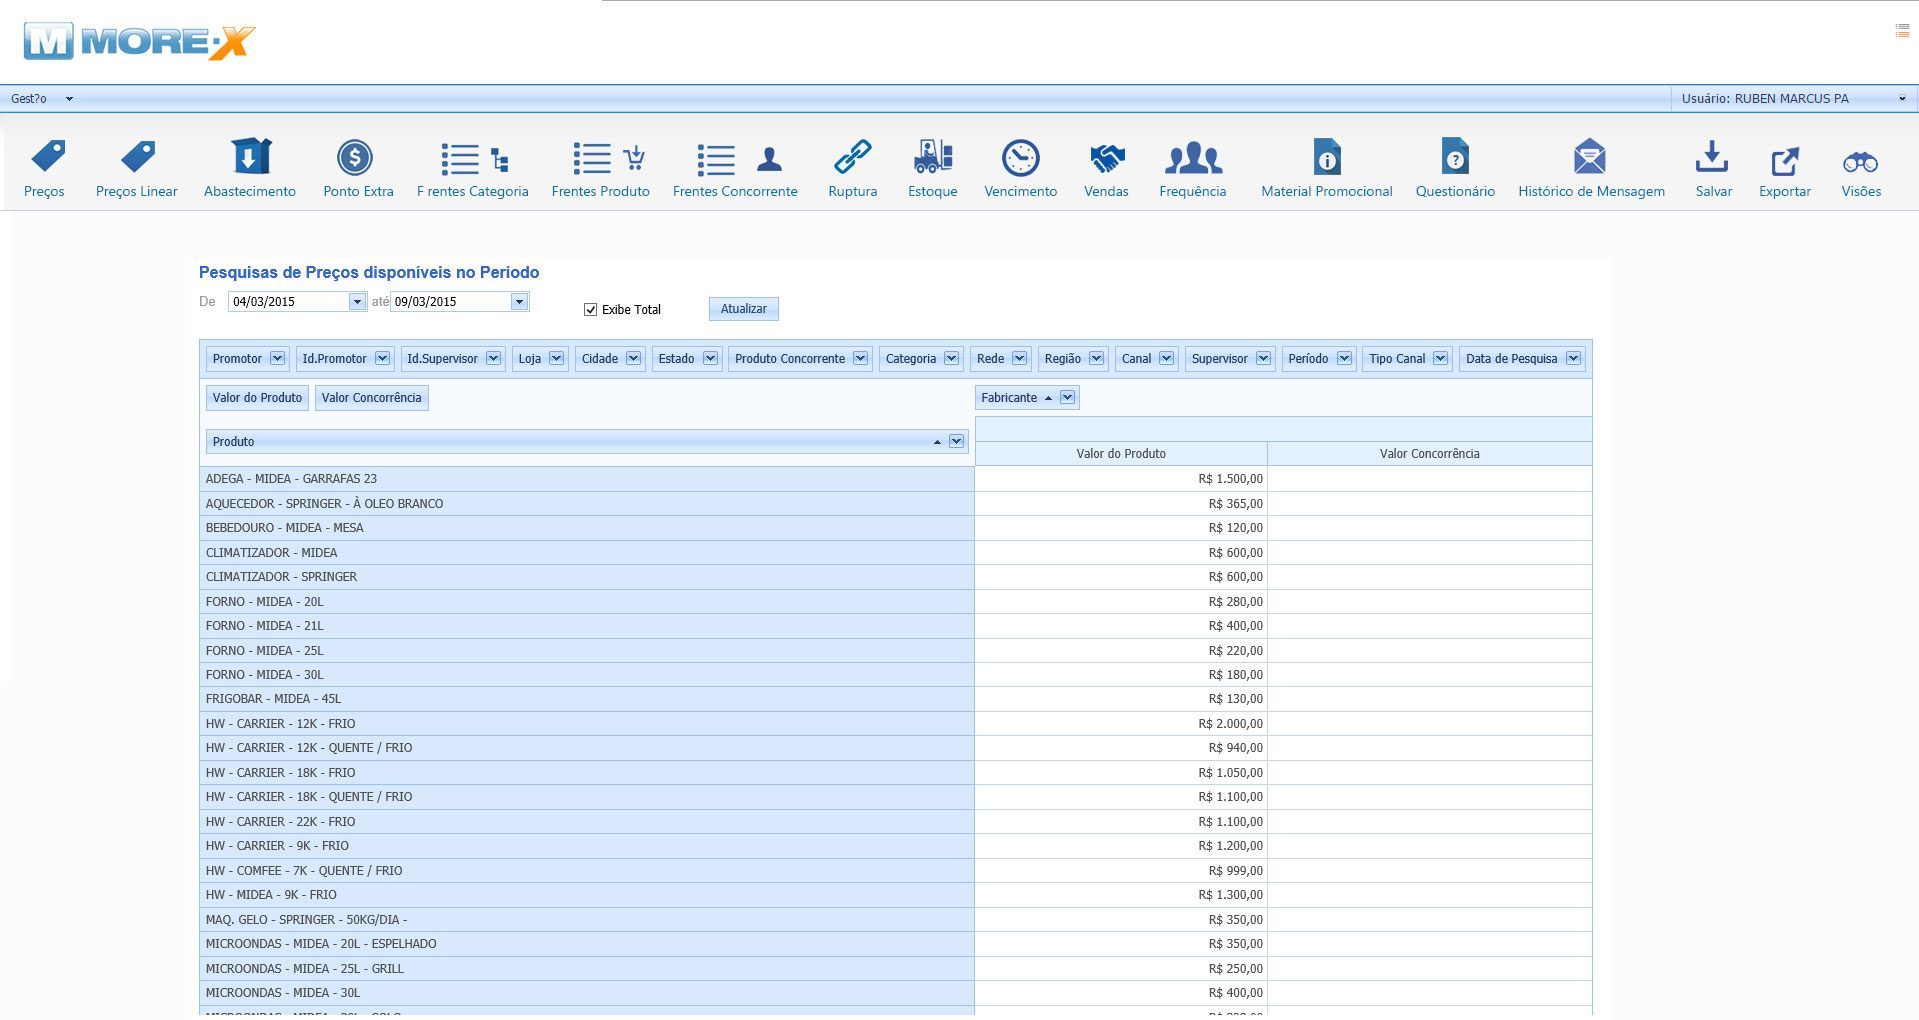 M MORE·X
Gest?o
Usuário: RUBEN MARCUS PA
Preços
Preços Linear
Abastecimento
Ponto Extra
F rentes Categoria
Frentes Produto
Frentes Concorrente
Ruptura
Estoque
Vencimento
Vendas
Frequência
Material Promocional
Questionário
Histórico de Mensagem
Salvar
Exportar
Visões
Pesquisas de Preços disponíveis no Período
De 04/03/2015 até 09/03/2015
Exibe Total
Atualizar
Promotor Id.Promotor Id.Supervisor Loja Cidade Estado Produto Concorrente Categoria Rede Região Canal Supervisor Período Tipo Canal Data de Pesquisa
Valor do Produto Valor Concorrência Fabricante
Produto
Valor do Produto Valor Concorrência
ADEGA - MIDEA - GARRAFAS 23 R$ 1.500,00
AQUECEDOR - SPRINGER - À OLEO BRANCO R$ 365,00
BEBEDOURO - MIDEA - MESA R$ 120,00
CLIMATIZADOR - MIDEA R$ 600,00
CLIMATIZADOR - SPRINGER R$ 600,00
FORNO - MIDEA - 20L R$ 280,00
FORNO - MIDEA - 21L R$ 400,00
FORNO - MIDEA - 25L R$ 220,00
FORNO - MIDEA - 30L R$ 180,00
FRIGOBAR - MIDEA - 45L R$ 130,00
HW - CARRIER - 12K - FRIO R$ 2.000,00
HW - CARRIER - 12K - QUENTE / FRIO R$ 940,00
HW - CARRIER - 18K - FRIO R$ 1.050,00
HW - CARRIER - 18K - QUENTE / FRIO R$ 1.100,00
HW - CARRIER - 22K - FRIO R$ 1.100,00
HW - CARRIER - 9K - FRIO R$ 1.200,00
HW - COMFEE - 7K - QUENTE / FRIO R$ 999,00
HW - MIDEA - 9K - FRIO R$ 1.300,00
MAQ. GELO - SPRINGER - 50KG/DIA - R$ 350,00
MICROONDAS - MIDEA - 20L - ESPELHADO R$ 350,00
MICROONDAS - MIDEA - 25L - GRILL R$ 250,00
MICROONDAS - MIDEA - 30L R$ 400,00